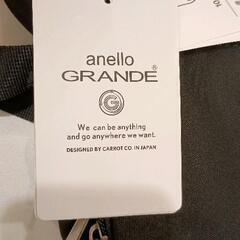 anello
GRANDE®
G
We can be anything
and go anywhere we want.
DESIGNED BY CARROT CO. IN JAPAN